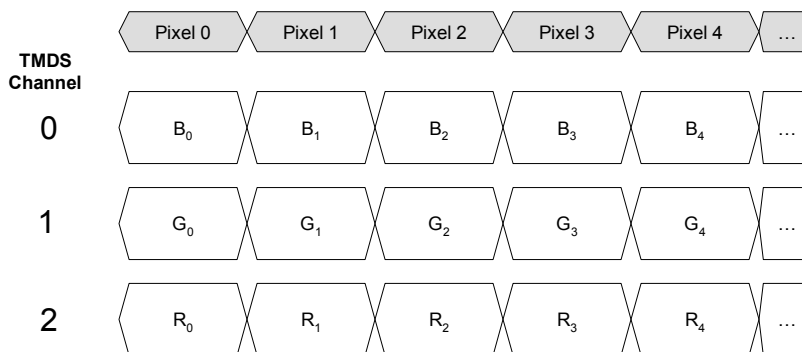 Pixel 0 Pixel 1 Pixel 2 Pixel 3 Pixel 4 ...
TMDS
Channel
0 B0 B1 B2 B3 B4 ...
1 G0 G1 G2 G3 G4 ...
2 R0 R1 R2 R3 R4 ...